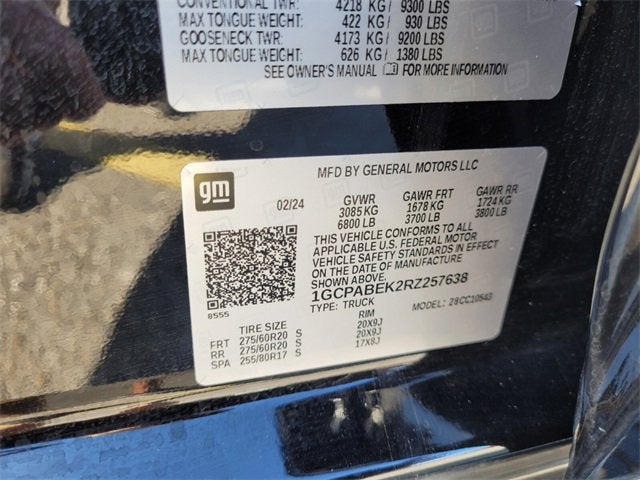 CONVENTIONAL TWR: 4218 KG / 9300 LBS
MAX TONGUE WEIGHT: 422 KG / 930 LBS
GOOSENECK TWR: 4173 KG / 9200 LBS
MAX TONGUE WEIGHT: 626 KG / 1380 LBS
SEE OWNER'S MANUAL FOR MORE INFORMATION
gm
MFD BY GENERAL MOTORS LLC
02/24 GVWR GAWR FRT GAWR RR
3085 KG 1678 KG 1724 KG
6800 LB 3700 LB 3800 LB
THIS VEHICLE CONFORMS TO ALL
APPLICABLE U.S. FEDERAL MOTOR
VEHICLE SAFETY STANDARDS IN EFFECT
ON THE DATE OF MANUFACTURE
SHOWN ABOVE.
1GCPABEK2RZ257638
8555
TYPE: TRUCK MODEL: 28CC10543
TIRE SIZE RIM
FRT 275/60R20 S 20X9J
RR 275/60R20 S 20X9J
SPA 255/80R17 S 17X8J